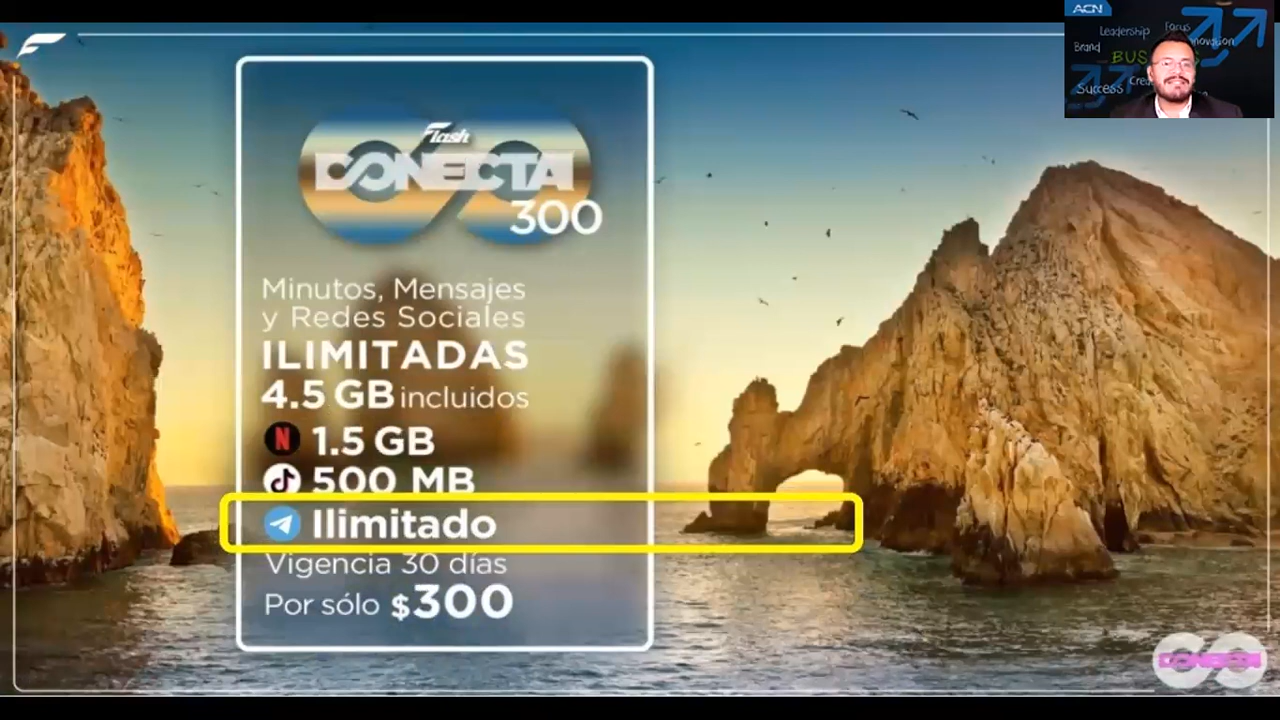 ACN
Leadership
Focus
Brand
Success
Flash
CONECTA
300
Minutos, Mensajes
y Redes Sociales
ILIMITADAS
4.5 GB incluidos
N 1.5 GB
500 MB
Ilimitado
Vigencia 30 días
Por sólo $300
CONECTA